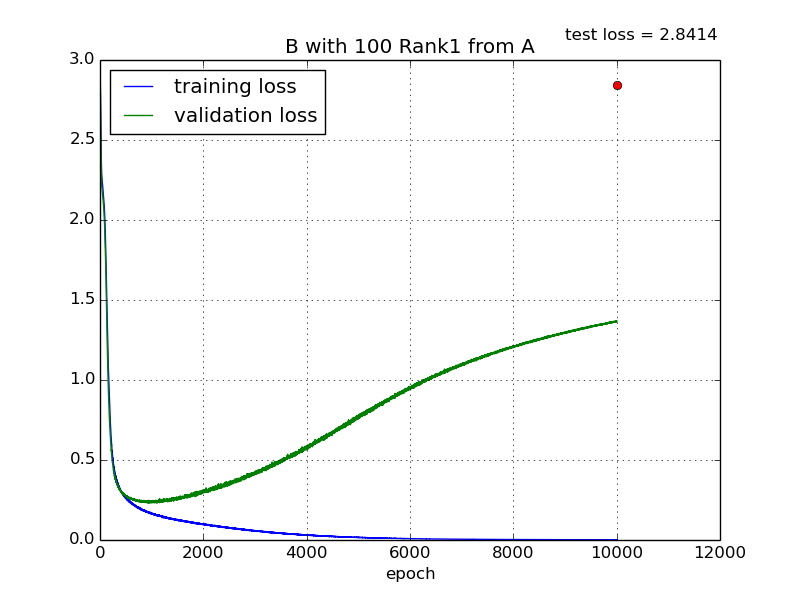 test loss = 2.8414
B with 100 Rank1 from A
training loss
validation loss
3.0
2.5
2.0
1.5
1.0
0.5
0.0
0 2000 4000 6000 8000 10000 12000
epoch